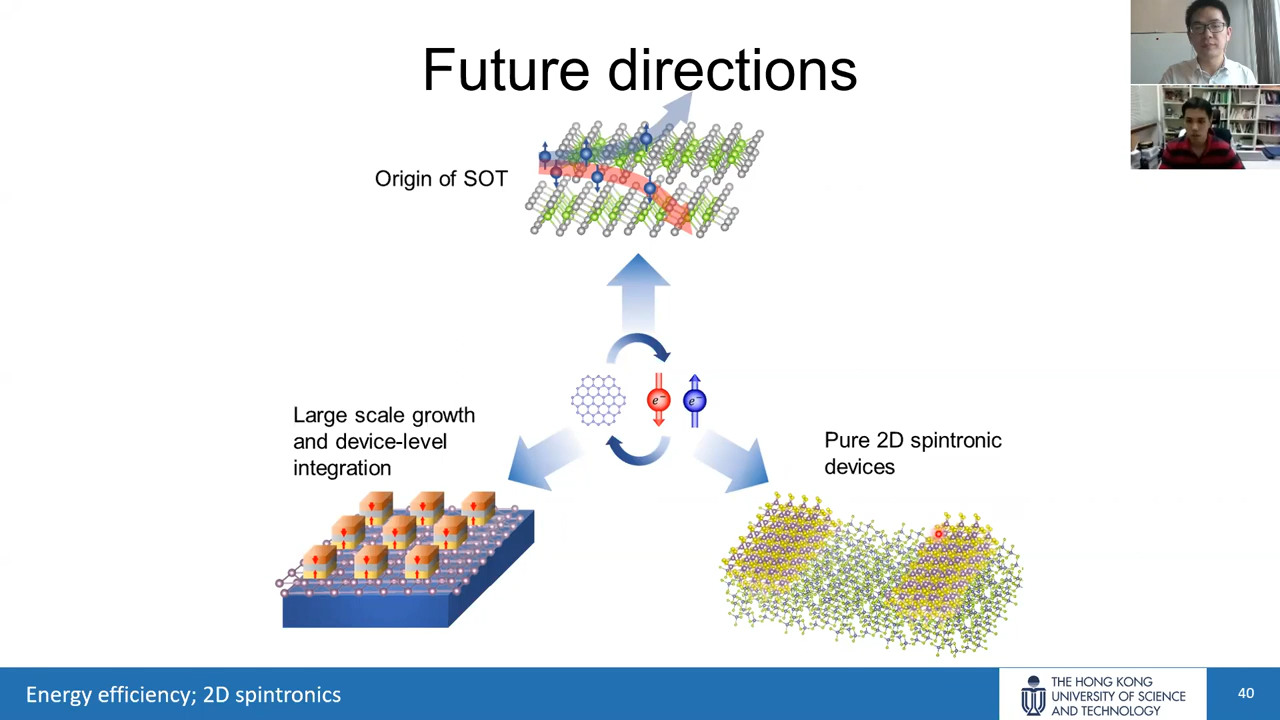 Future directions
Origin of SOT
e⁻ e⁻
Large scale growth
and device-level
integration
Pure 2D spintronic
devices
Energy efficiency; 2D spintronics
THE HONG KONG
UNIVERSITY OF SCIENCE
AND TECHNOLOGY
40